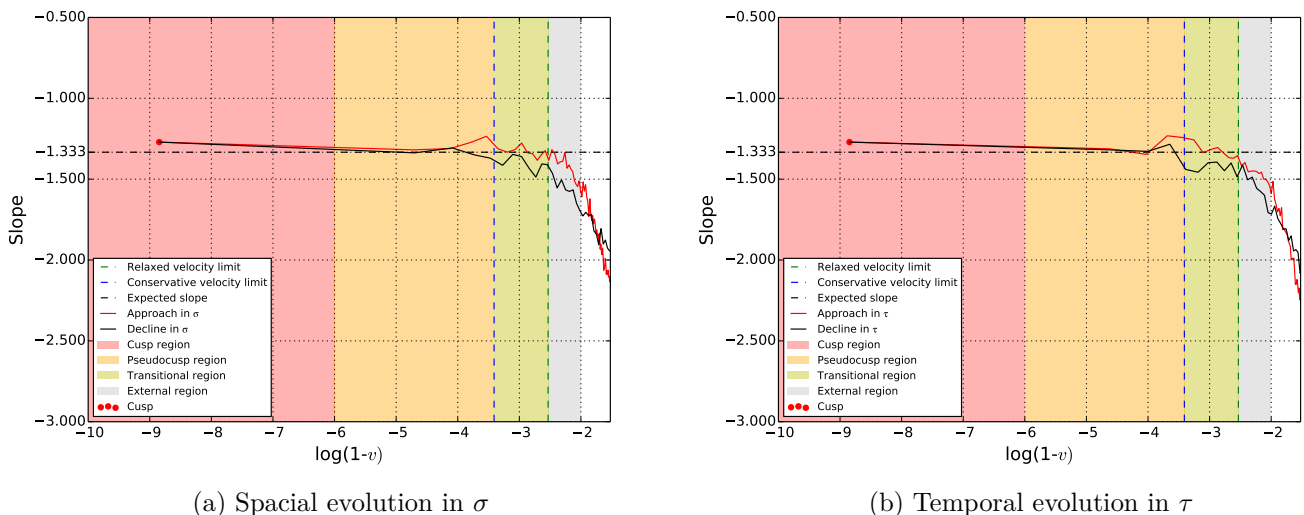 −0.500
−1.000
−1.333
−1.500
−2.000
−2.500
−3.000
Slope
Relaxed velocity limit
Conservative velocity limit
Expected slope
Approach in σ
Decline in σ
Cusp region
Pseudocusp region
Transitional region
External region
Cusp
−10 −9 −8 −7 −6 −5 −4 −3 −2
log(1-v)
(a) Spacial evolution in σ
−0.500
−1.000
−1.333
−1.500
−2.000
−2.500
−3.000
Slope
Relaxed velocity limit
Conservative velocity limit
Expected slope
Approach in τ
Decline in τ
Cusp region
Pseudocusp region
Transitional region
External region
Cusp
−10 −9 −8 −7 −6 −5 −4 −3 −2
log(1-v)
(b) Temporal evolution in τ